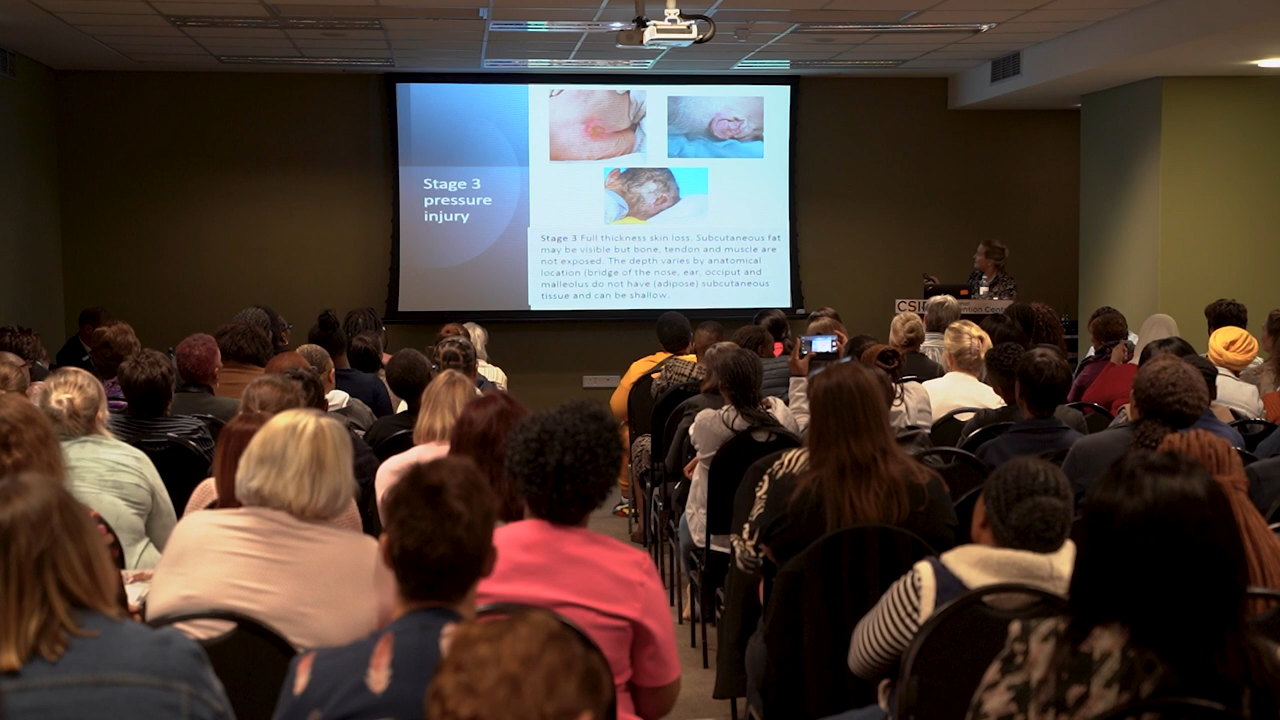 Stage 3
pressure
injury
Stage 3 Full thickness skin loss. Subcutaneous fat
may be visible but bone, tendon and muscle are
not exposed. The depth varies by anatomical
location (bridge of the nose, ear, occiput and
malleolus do not have (adipose) subcutaneous
tissue and can be shallow.
CSI